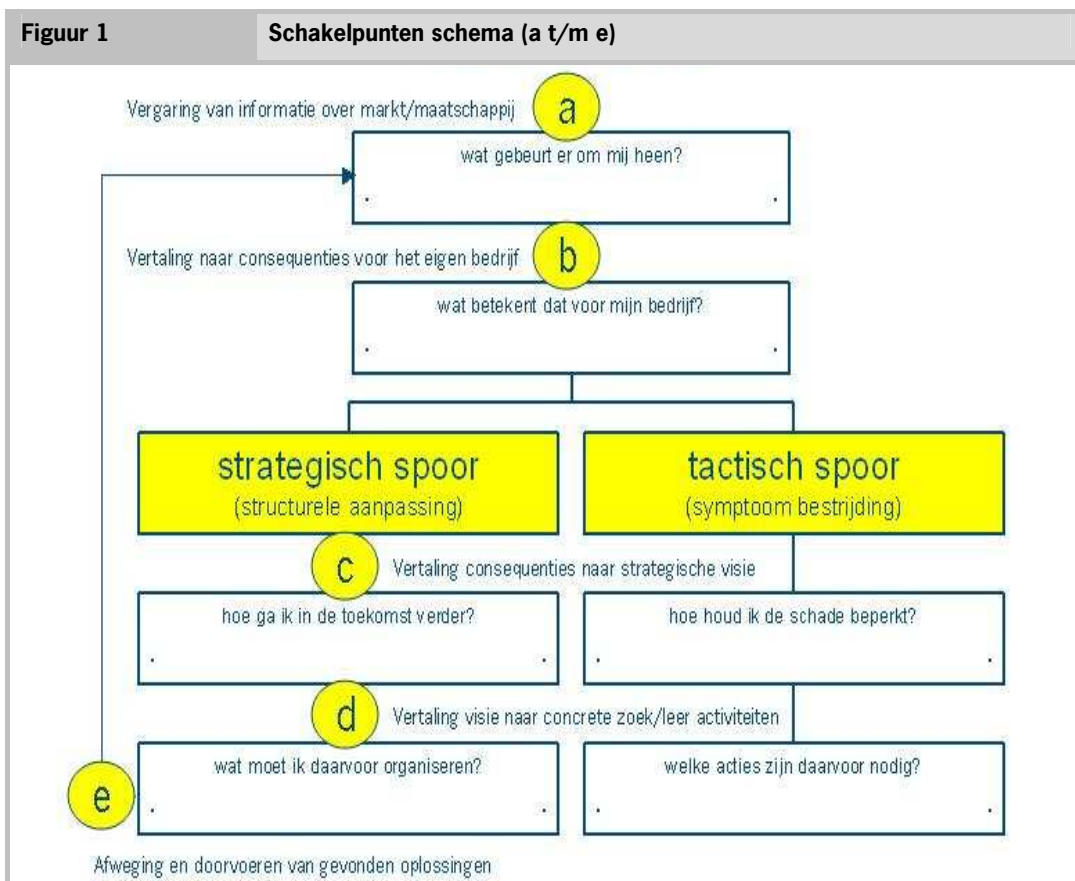 Figuur 1 Schakelpunten schema (a t/m e)
Vergaring van informatie over markt/maatschappij
a
wat gebeurt er om mij heen?
. .
Vertaling naar consequenties voor het eigen bedrijf
b
wat betekent dat voor mijn bedrijf?
. .
strategisch spoor
(structurele aanpassing)
tactisch spoor
(symptoom bestrijding)
c
Vertaling consequenties naar strategische visie
hoe ga ik in de toekomst verder?
. .
hoe houd ik de schade beperkt?
. .
d
Vertaling visie naar concrete zoek/leer activiteiten
wat moet ik daarvoor organiseren?
. .
welke acties zijn daarvoor nodig?
. .
e
Afweging en doorvoeren van gevonden oplossingen